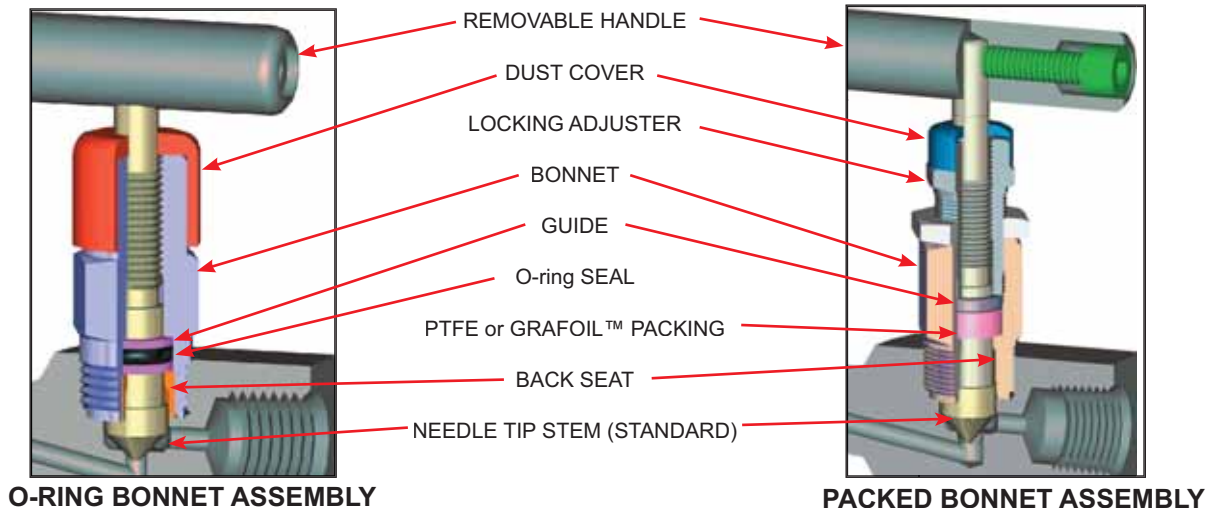 REMOVABLE HANDLE
DUST COVER
LOCKING ADJUSTER
BONNET
GUIDE
O-ring SEAL
PTFE or GRAFOIL™ PACKING
BACK SEAT
NEEDLE TIP STEM (STANDARD)
O-RING BONNET ASSEMBLY
PACKED BONNET ASSEMBLY